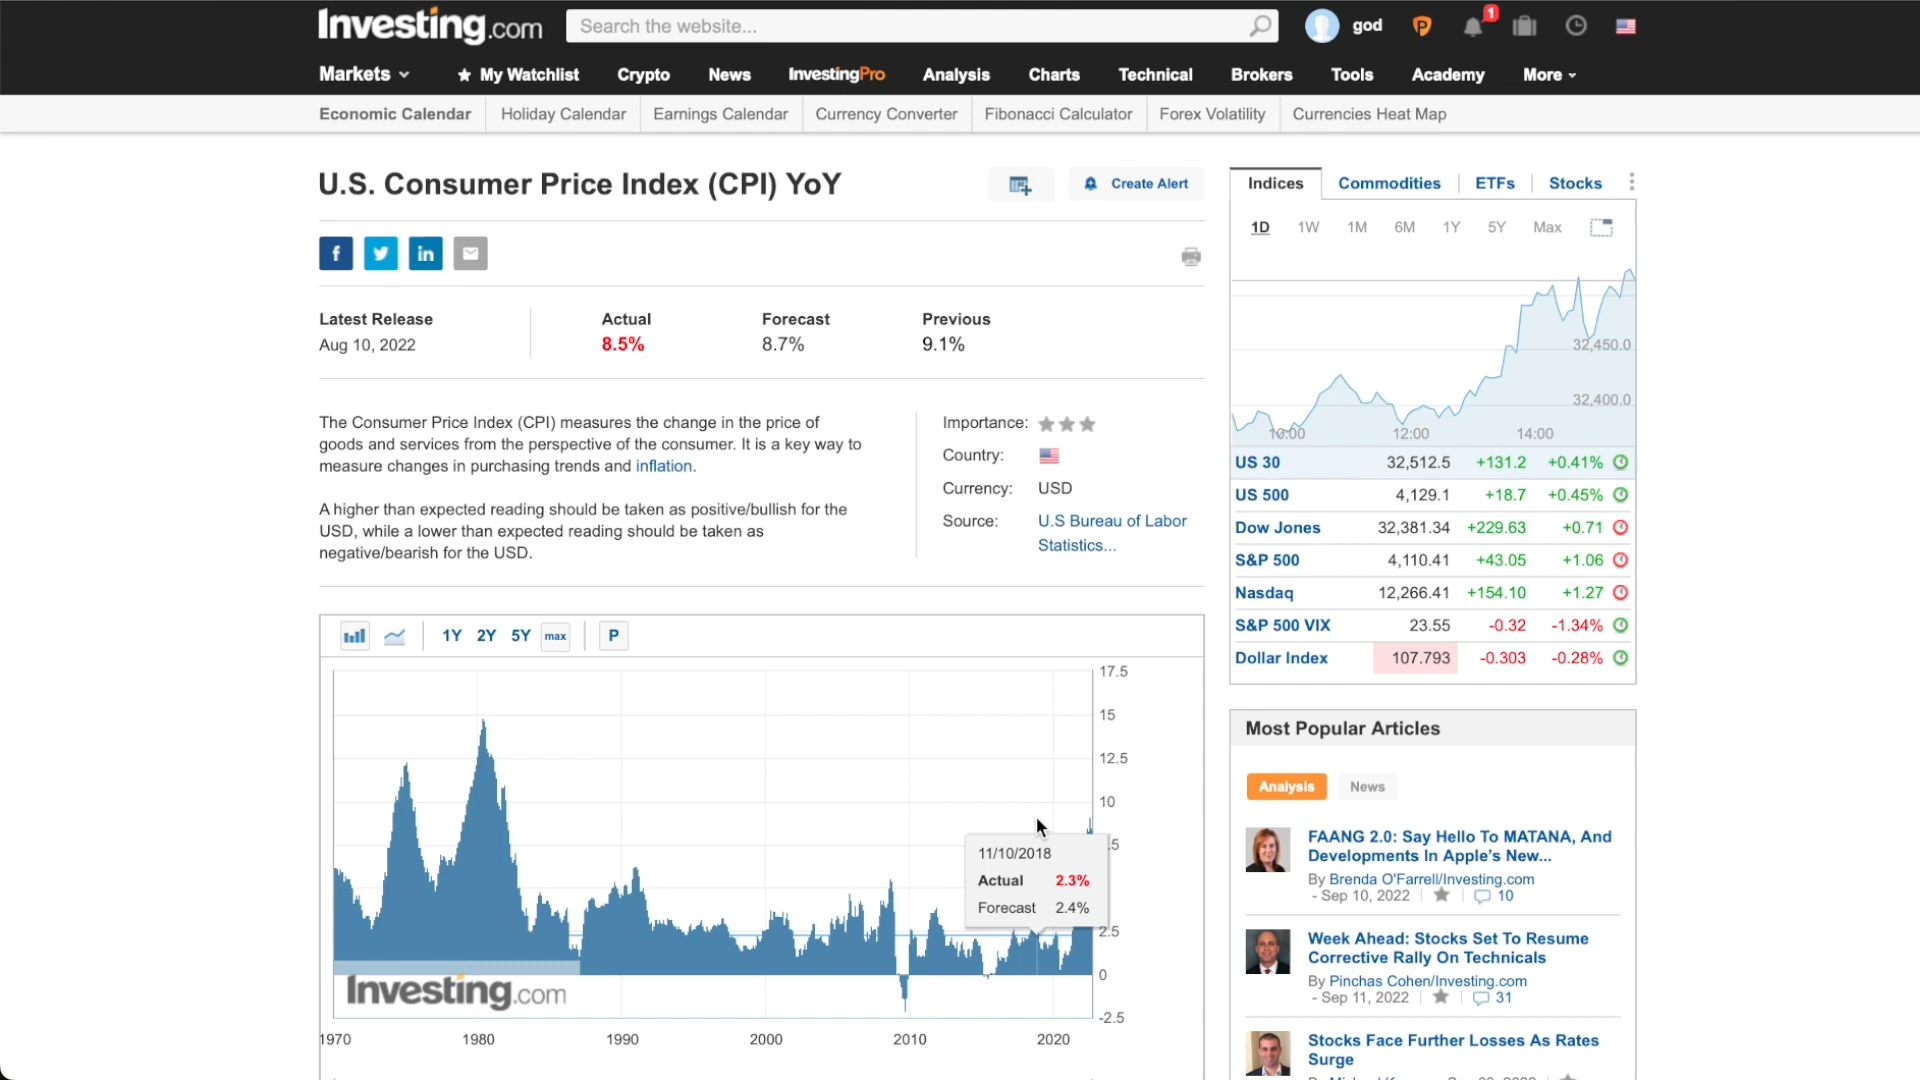 Investing.com
Search the website...
god
1
Markets
My Watchlist
Crypto
News
InvestingPro
Analysis
Charts
Technical
Brokers
Tools
Academy
More
Economic Calendar
Holiday Calendar
Earnings Calendar
Currency Converter
Fibonacci Calculator
Forex Volatility
Currencies Heat Map
U.S. Consumer Price Index (CPI) YoY
Create Alert
Latest Release
Actual
Forecast
Previous
Aug 10, 2022
8.5%
8.7%
9.1%
The Consumer Price Index (CPI) measures the change in the price of
goods and services from the perspective of the consumer. It is a key way to
measure changes in purchasing trends and inflation.
A higher than expected reading should be taken as positive/bullish for the
USD, while a lower than expected reading should be taken as
negative/bearish for the USD.
Importance:
Country:
Currency: USD
Source: U.S Bureau of Labor
Statistics...
1Y 2Y 5Y max P
17.5
15
12.5
10
.5
2.5
0
-2.5
11/10/2018
Actual 2.3%
Forecast 2.4%
Investing.com
1970 1980 1990 2000 2010 2020
Indices
Commodities
ETFs
Stocks
1D 1W 1M 6M 1Y 5Y Max
32,450.0
32,400.0
10:00 12:00 14:00
US 30 32,512.5 +131.2 +0.41%
US 500 4,129.1 +18.7 +0.45%
Dow Jones 32,381.34 +229.63 +0.71
S&P 500 4,110.41 +43.05 +1.06
Nasdaq 12,266.41 +154.10 +1.27
S&P 500 VIX 23.55 -0.32 -1.34%
Dollar Index 107.793 -0.303 -0.28%
Most Popular Articles
Analysis
News
FAANG 2.0: Say Hello To MATANA, And
Developments In Apple's New...
By Brenda O'Farrell/Investing.com
- Sep 10, 2022 10
Week Ahead: Stocks Set To Resume
Corrective Rally On Technicals
By Pinchas Cohen/Investing.com
- Sep 11, 2022 31
Stocks Face Further Losses As Rates
Surge